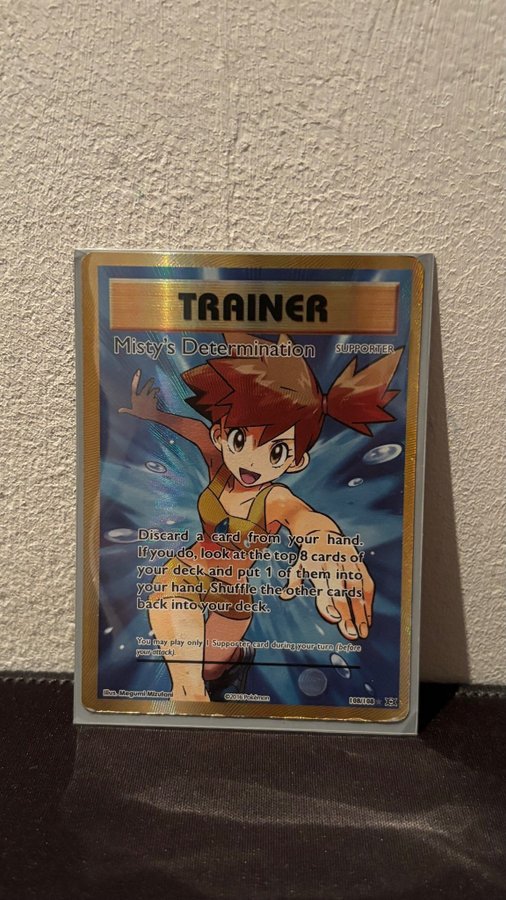 TRAINER
Misty's Determination SUPPORTER
Discard a card from your hand.
If you do, look at the top 8 cards of
your deck and put 1 of them into
your hand. Shuffle the other cards
back into your deck.
You may play only 1 Supporter card during your turn (before
your attack).
Illus. Megumi Mizutani ©2016 Pokémon 108/108